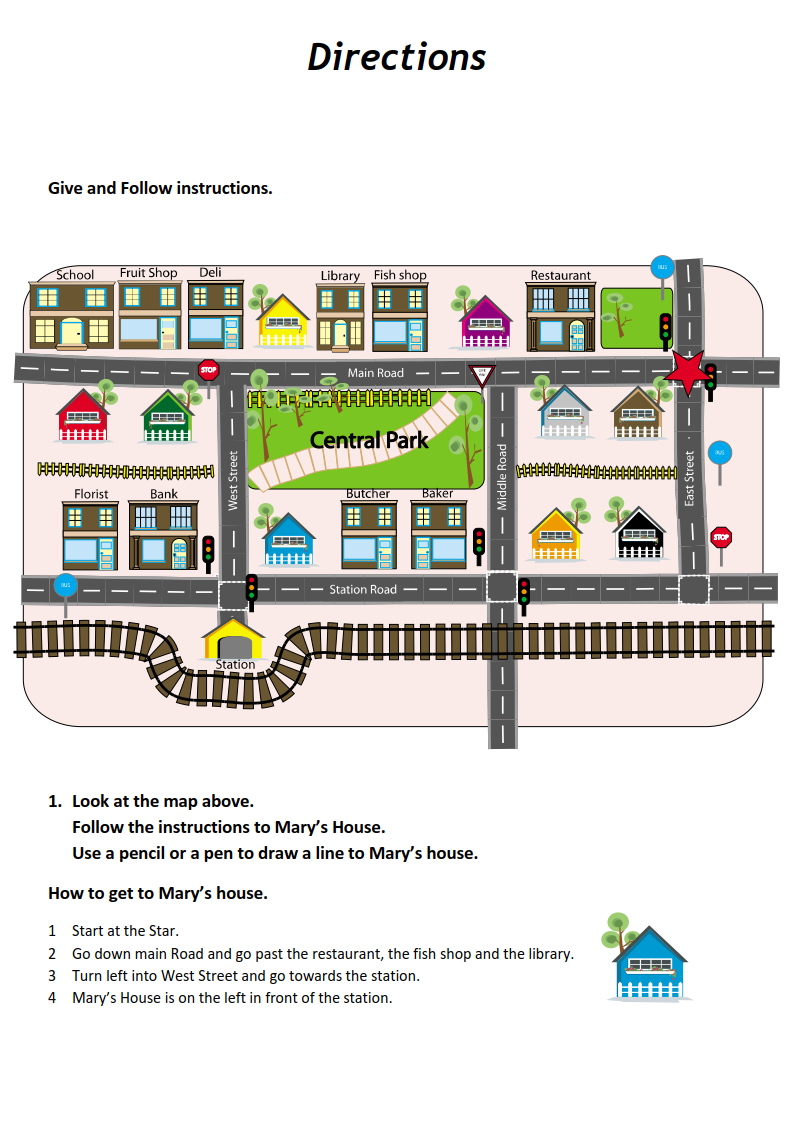 Directions
Give and Follow instructions.
School Fruit Shop Deli Library Fish shop Restaurant
BUS
STOP Main Road GIVE WAY
Central Park
West Street
Middle Road
East Street
BUS
Florist Bank Butcher Baker
STOP
BUS
Station Road
Station
1. Look at the map above.
Follow the instructions to Mary’s House.
Use a pencil or a pen to draw a line to Mary’s house.
How to get to Mary’s house.
1 Start at the Star.
2 Go down main Road and go past the restaurant, the fish shop and the library.
3 Turn left into West Street and go towards the station.
4 Mary’s House is on the left in front of the station.